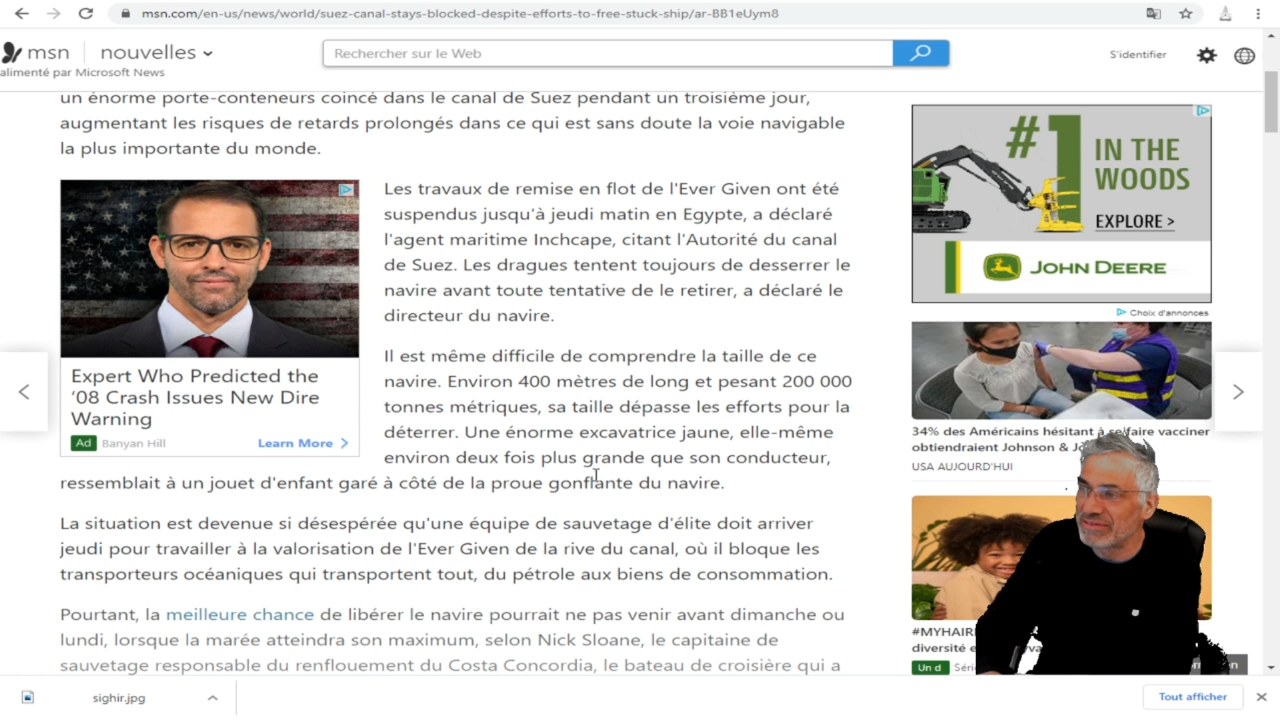 msn.com/en-us/news/world/suez-canal-stays-blocked-despite-efforts-to-free-stuck-ship/ar-BB1eUym8
msn
nouvelles
Rechercher sur le Web
S'identifier
alimenté par Microsoft News
un énorme porte-conteneurs coincé dans le canal de Suez pendant un troisième jour,
augmentant les risques de retards prolongés dans ce qui est sans doute la voie navigable
la plus importante du monde.
Les travaux de remise en flot de l'Ever Given ont été
suspendus jusqu'à jeudi matin en Egypte, a déclaré
l'agent maritime Inchcape, citant l'Autorité du canal
de Suez. Les dragues tentent toujours de desserrer le
navire avant toute tentative de le retirer, a déclaré le
directeur du navire.
Expert Who Predicted the
'08 Crash Issues New Dire
Warning
Ad Banyan Hill Learn More >
Il est même difficile de comprendre la taille de ce
navire. Environ 400 mètres de long et pesant 200 000
tonnes métriques, sa taille dépasse les efforts pour la
déterrer. Une énorme excavatrice jaune, elle-même
environ deux fois plus grande que son conducteur,
ressemblait à un jouet d'enfant garé à côté de la proue gonflante du navire.
La situation est devenue si désespérée qu'une équipe de sauvetage d'élite doit arriver
jeudi pour travailler à la valorisation de l'Ever Given de la rive du canal, où il bloque les
transporteurs océaniques qui transportent tout, du pétrole aux biens de consommation.
Pourtant, la meilleure chance de libérer le navire pourrait ne pas venir avant dimanche ou
lundi, lorsque la marée atteindra son maximum, selon Nick Sloane, le capitaine de
sauvetage responsable du renflouement du Costa Concordia, le bateau de croisière qui a
#1
IN THE
WOODS
EXPLORE >
JOHN DEERE
Choix d'annonces
34% des Américains hésitant à se faire vacciner
obtiendraient Johnson & J
USA AUJOURD'HUI
#MYHAIR
diversité e
Un d Séri
sighir.jpg
Tout afficher